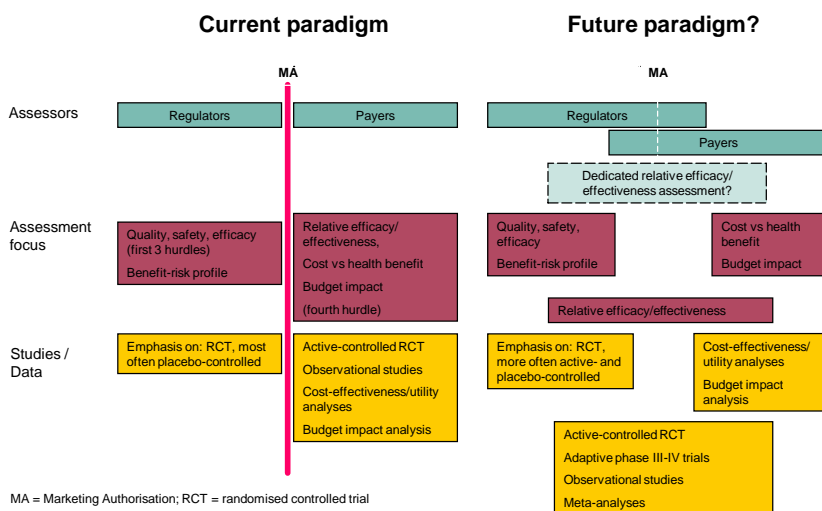 Current paradigm
Future paradigm?
MÁ
MA
Assessors
Regulators
Payers
Regulators
Payers
Dedicated relative efficacy/
effectiveness assessment?
Assessment
focus
Quality, safety, efficacy
(first 3 hurdles)
Benefit-risk profile
Relative efficacy/
effectiveness,
Cost vs health benefit
Budget impact
(fourth hurdle)
Quality, safety,
efficacy
Benefit-risk profile
Cost vs health
benefit
Budget impact
Relative efficacy/effectiveness
Studies /
Data
Emphasis on: RCT, most
often placebo-controlled
Active-controlled RCT
Observational studies
Cost-effectiveness/utility
analyses
Budget impact analysis
Emphasis on: RCT,
more often active- and
placebo-controlled
Cost-effectiveness/
utility analyses
Budget impact
analysis
Active-controlled RCT
Adaptive phase III-IV trials
Observational studies
Meta-analyses
MA = Marketing Authorisation; RCT = randomised controlled trial